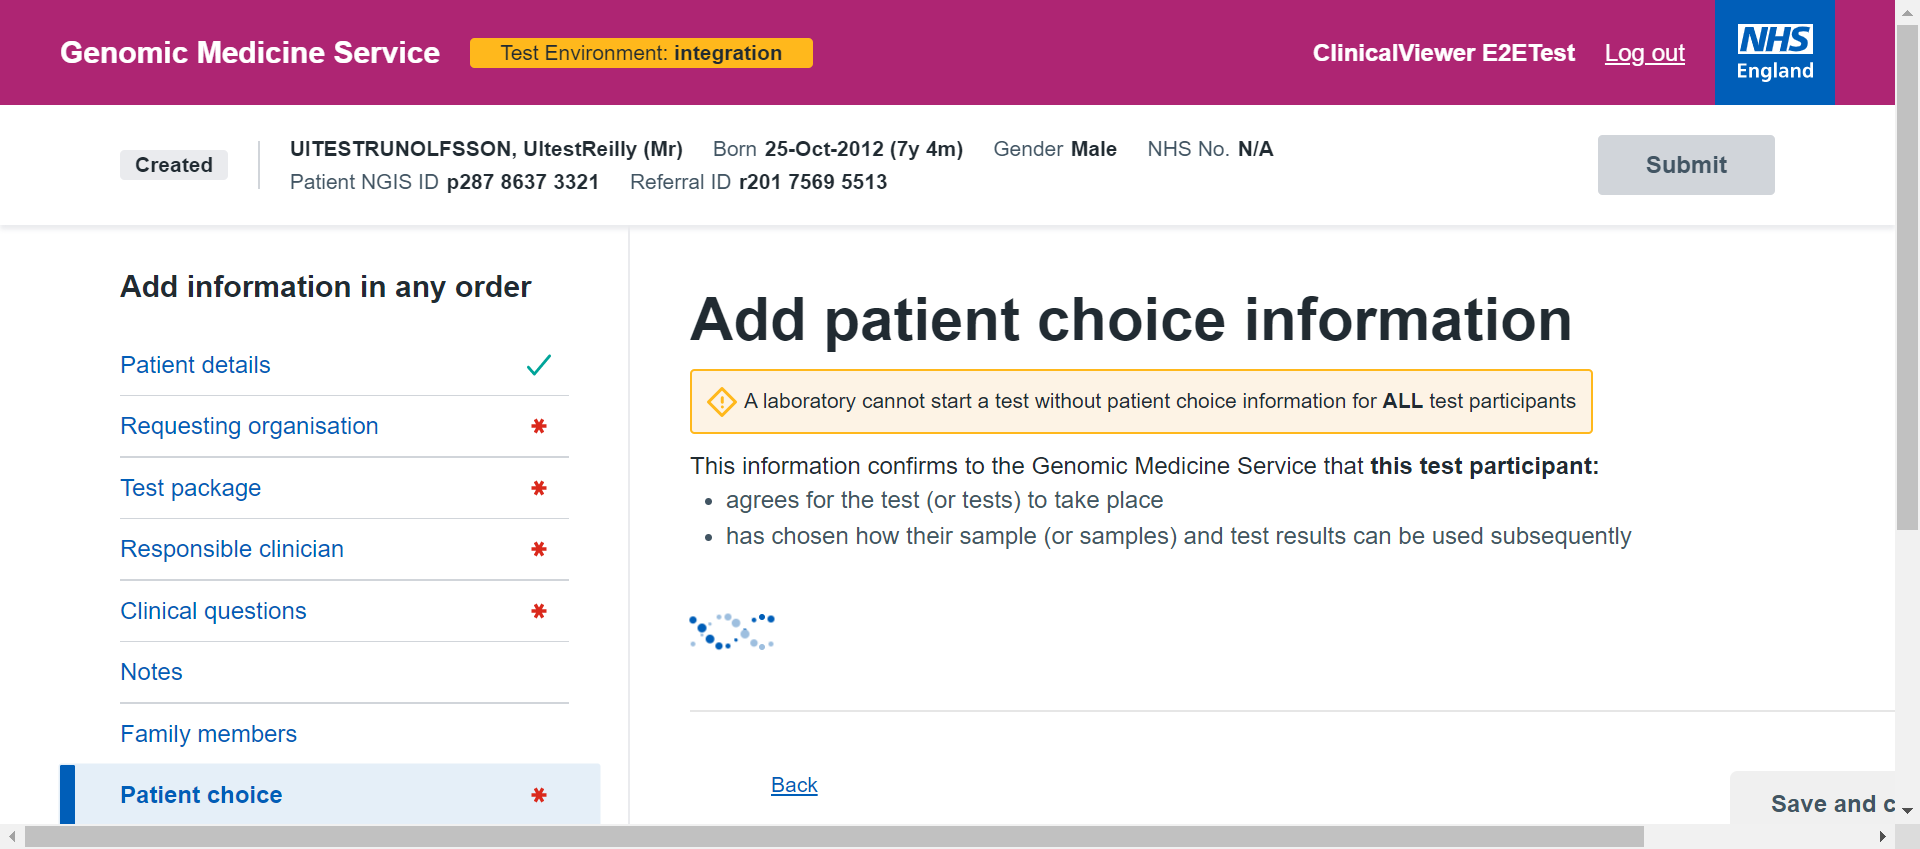 Genomic Medicine Service
Test Environment: integration
ClinicalViewer E2ETest
Log out
NHS
England
Created
UITESTRUNOLFSSON, UltestReilly (Mr) Born 25-Oct-2012 (7y 4m) Gender Male NHS No. N/A
Patient NGIS ID p287 8637 3321 Referral ID r201 7569 5513
Submit
Add information in any order
Patient details
Requesting organisation *
Test package *
Responsible clinician *
Clinical questions *
Notes
Family members
Patient choice *
Add patient choice information
A laboratory cannot start a test without patient choice information for ALL test participants
This information confirms to the Genomic Medicine Service that this test participant:
• agrees for the test (or tests) to take place
• has chosen how their sample (or samples) and test results can be used subsequently
Back
Save and c